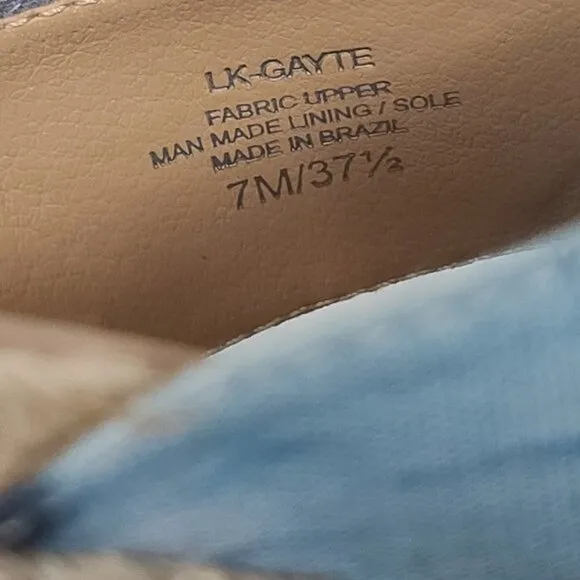 LK-GAYTE
FABRIC UPPER
MAN MADE LINING / SOLE
MADE IN BRAZIL
7M/37½